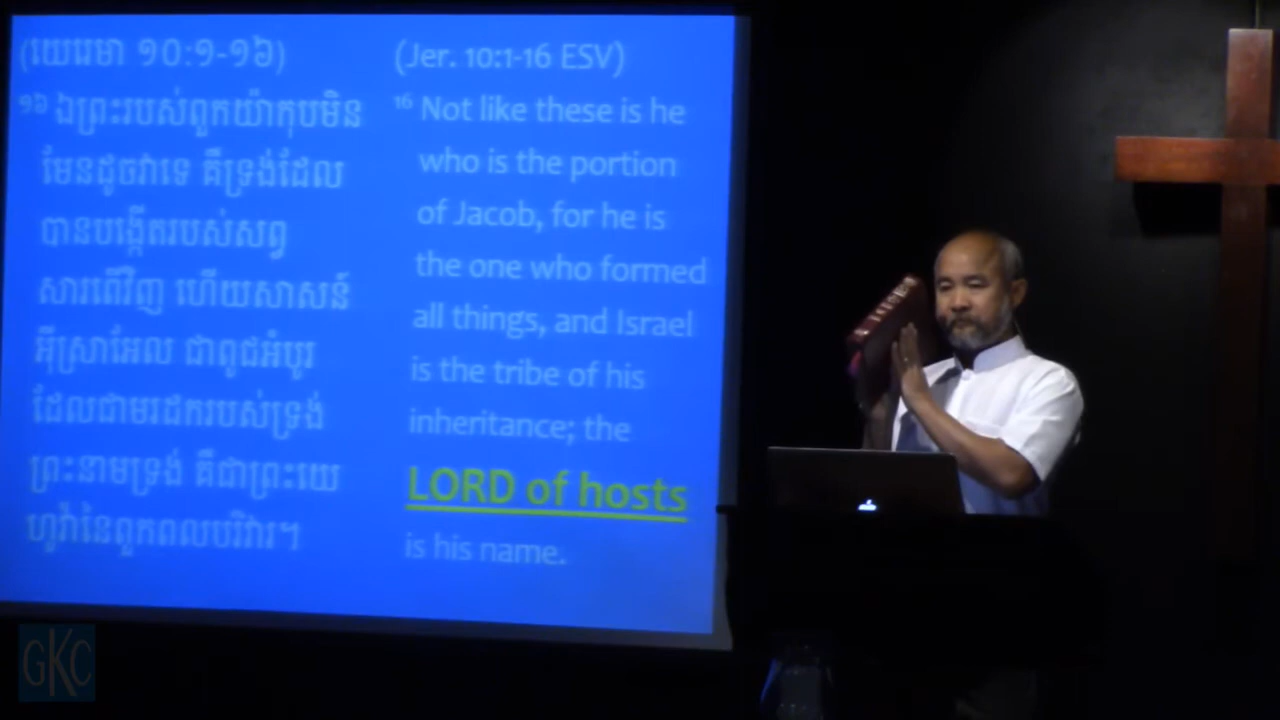 (យេរេមា ១០:១-១៦)
១៦ ឯព្រះរបស់ពួកយ៉ាកុបមិន
មែនដូចវាទេ គឺទ្រង់ដែល
បានបង្កើតរបស់សព្វ
សារពើវិញ ហើយសាសន៍
អ៊ីស្រាអែល ជាពូជអំបូរ
ដែលជាមរដករបស់ទ្រង់
ព្រះនាមទ្រង់ គឺជាព្រះយេ
ហូវ៉ានៃពួកពលបរិវារ។
(Jer. 10:1-16 ESV)
16 Not like these is he
who is the portion
of Jacob, for he is
the one who formed
all things, and Israel
is the tribe of his
inheritance; the
LORD of hosts
is his name.
GKC